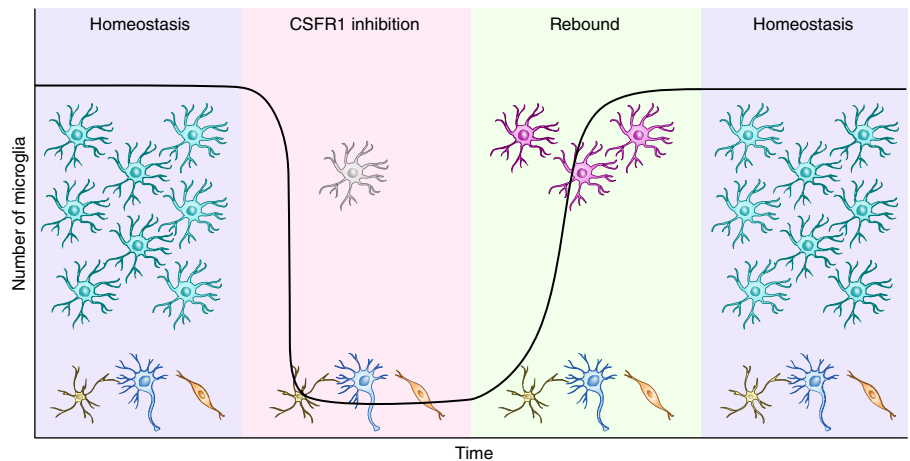 Homeostasis
CSFR1 inhibition
Rebound
Homeostasis
Number of microglia
Time